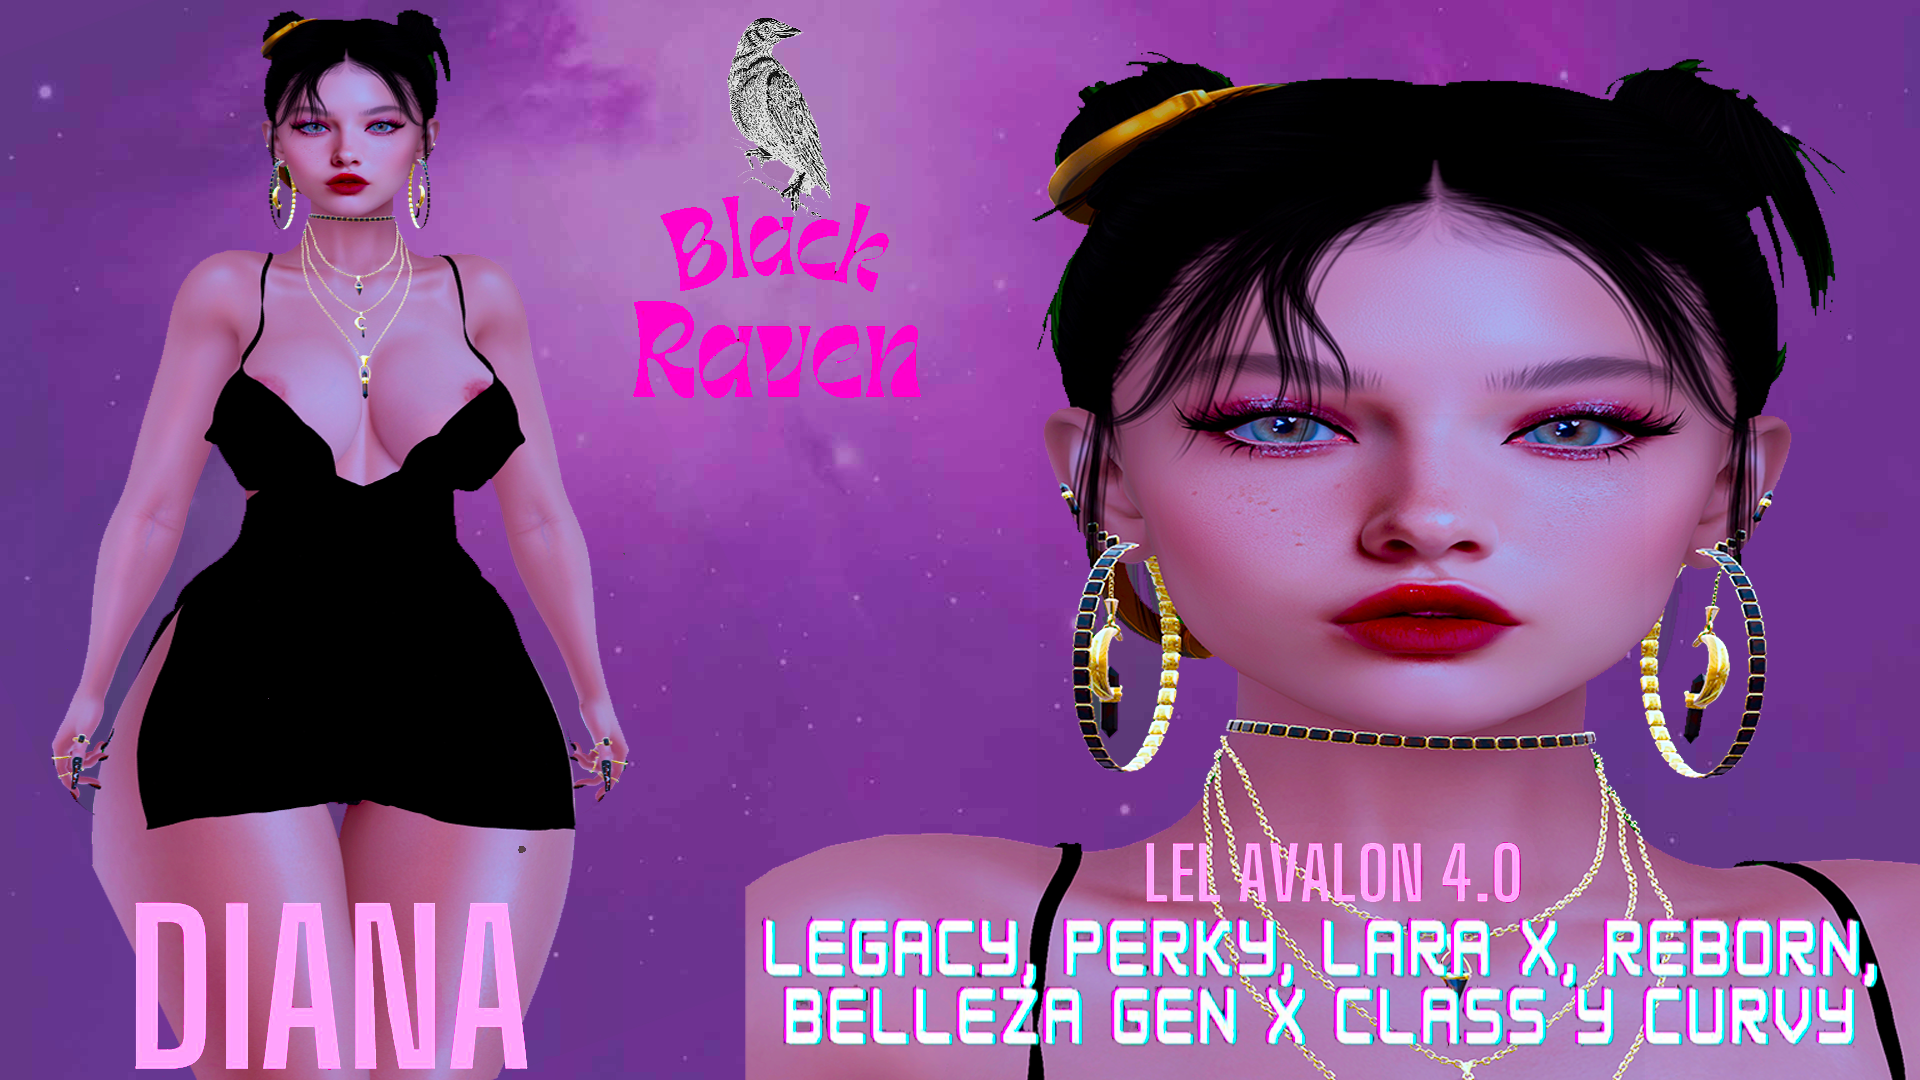 Black
Raven
LEL AVALON 4.0
LEGACY, PERKY, LARA X, REBORN,
BELLEZA GEN X CLASS Y CURVY
DIANA